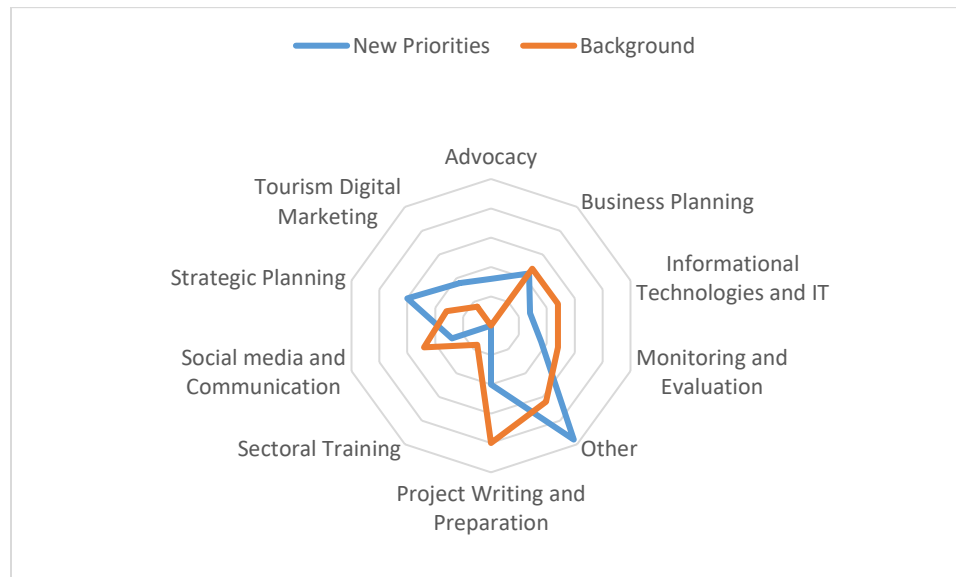 New Priorities
Background
Advocacy
Tourism Digital
Marketing
Business Planning
Strategic Planning
Informational
Technologies and IT
Social media and
Communication
Monitoring and
Evaluation
Sectoral Training
Other
Project Writing and
Preparation